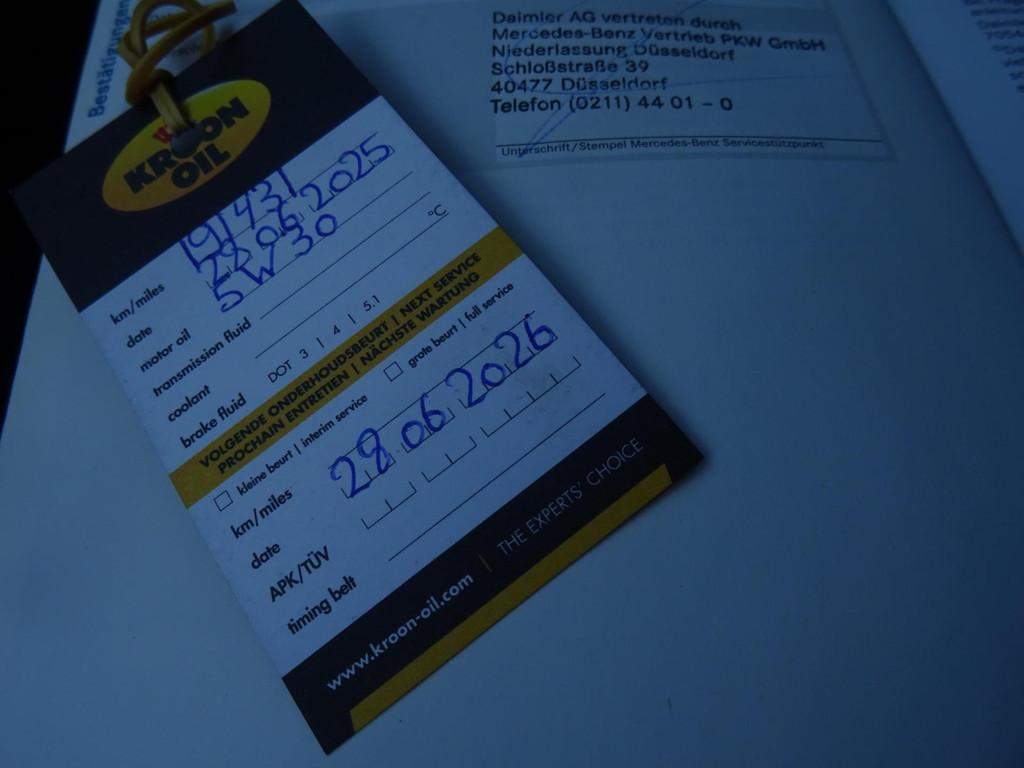 Bestätigungen
Daimler AG vertreten durch
Mercedes-Benz Vertrieb PKW GmbH
Niederlassung Düsseldorf
Schloßstraße 39
40477 Düsseldorf
Telefon (0211) 44 01 - 0
Unterschrift/Stempel Mercedes-Benz Servicestützpunkt
KROON
OIL
km/miles 191431
date 22 06 2025
motor oil 5W30
transmission fluid
coolant °C
brake fluid DOT 3 | 4 | 5.1
VOLGENDE ONDERHOUDSBEURT | NEXT SERVICE
PROCHAIN ENTRETIEN | NÄCHSTE WARTUNG
kleine beurt | interim service grote beurt | full service
km/miles
date 28 06 2026
APK/TÜV
timing belt
www.kroon-oil.com | THE EXPERTS' CHOICE